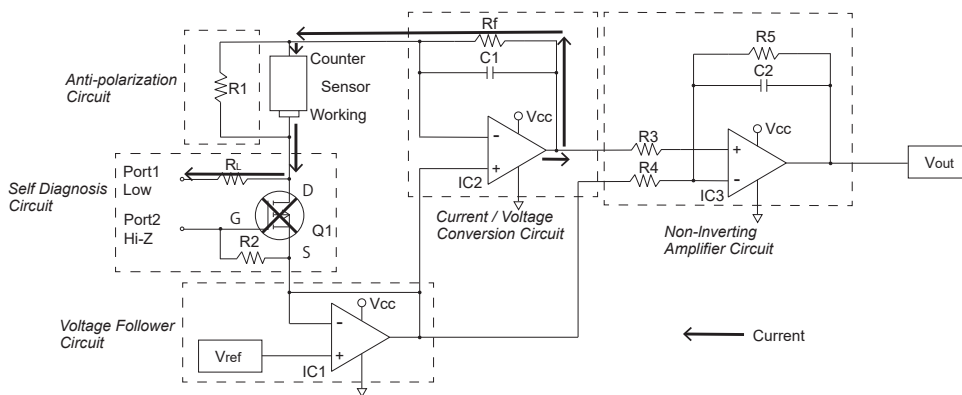 Anti-polarization
Circuit
R1
Counter
Sensor
Working
Rf
C1
Vcc
-
+
IC2
Current / Voltage
Conversion Circuit
R5
C2
R3
R4
Vcc
+
-
IC3
Non-Inverting
Amplifier Circuit
Vout
Self Diagnosis
Circuit
Port1
Low
RL
D
Port2
Hi-Z
G
Q1
R2
S
Voltage Follower
Circuit
Vcc
-
+
Vref
IC1
Current